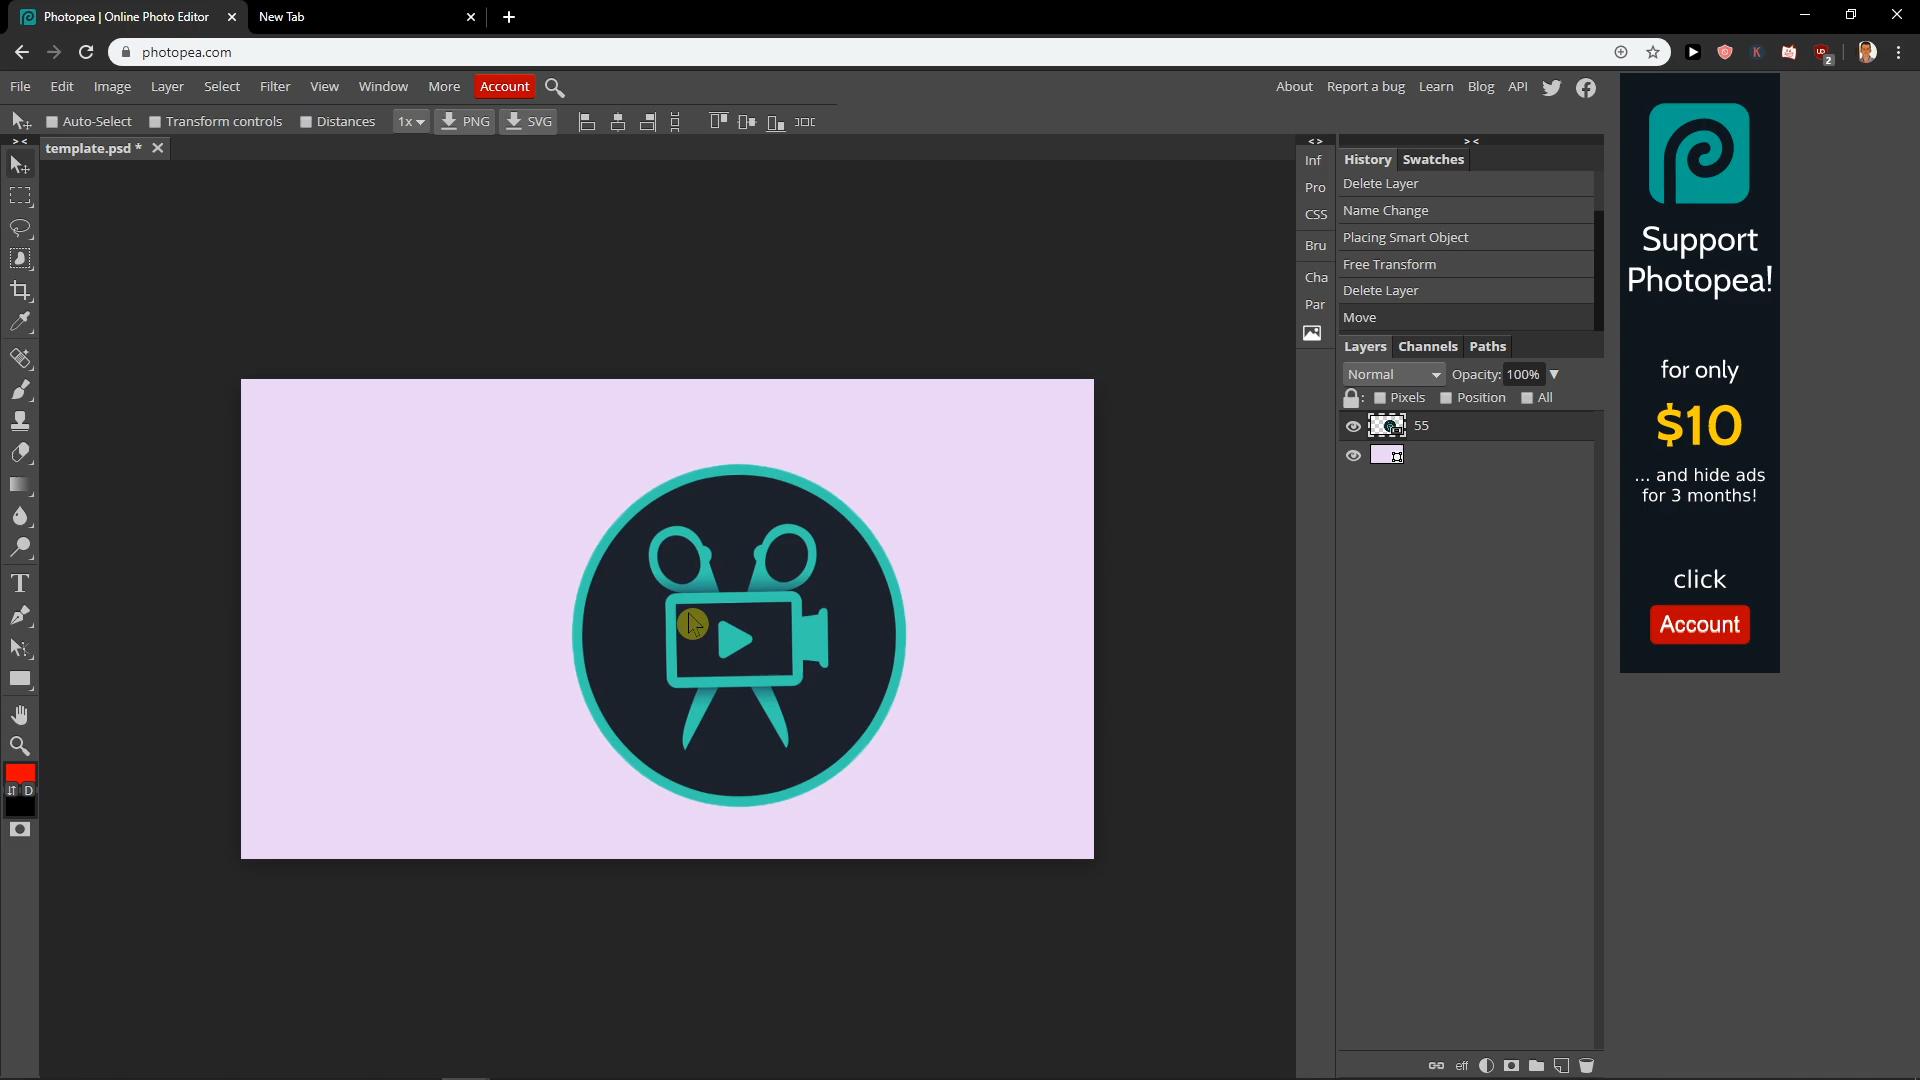 Photopea | Online Photo Editor
New Tab
photopea.com
2
File Edit Image Layer Select Filter View Window More Account
About Report a bug Learn Blog API
Auto-Select Transform controls Distances 1x PNG SVG
template.psd *
Inf
Pro
CSS
Bru
Cha
Par
History Swatches
Delete Layer
Name Change
Placing Smart Object
Free Transform
Delete Layer
Move
Layers Channels Paths
Normal Opacity: 100%
: Pixels Position All
55
eff
D
Support
Photopea!
for only
$10
... and hide ads
for 3 months!
click
Account